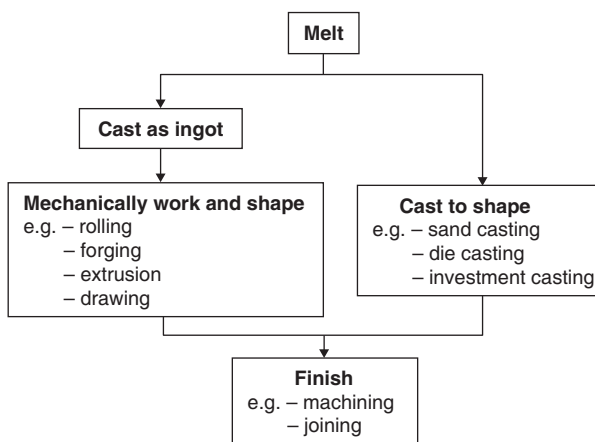 Melt
Cast as ingot
Mechanically work and shape
e.g. – rolling
– forging
– extrusion
– drawing
Cast to shape
e.g. – sand casting
– die casting
– investment casting
Finish
e.g. – machining
– joining